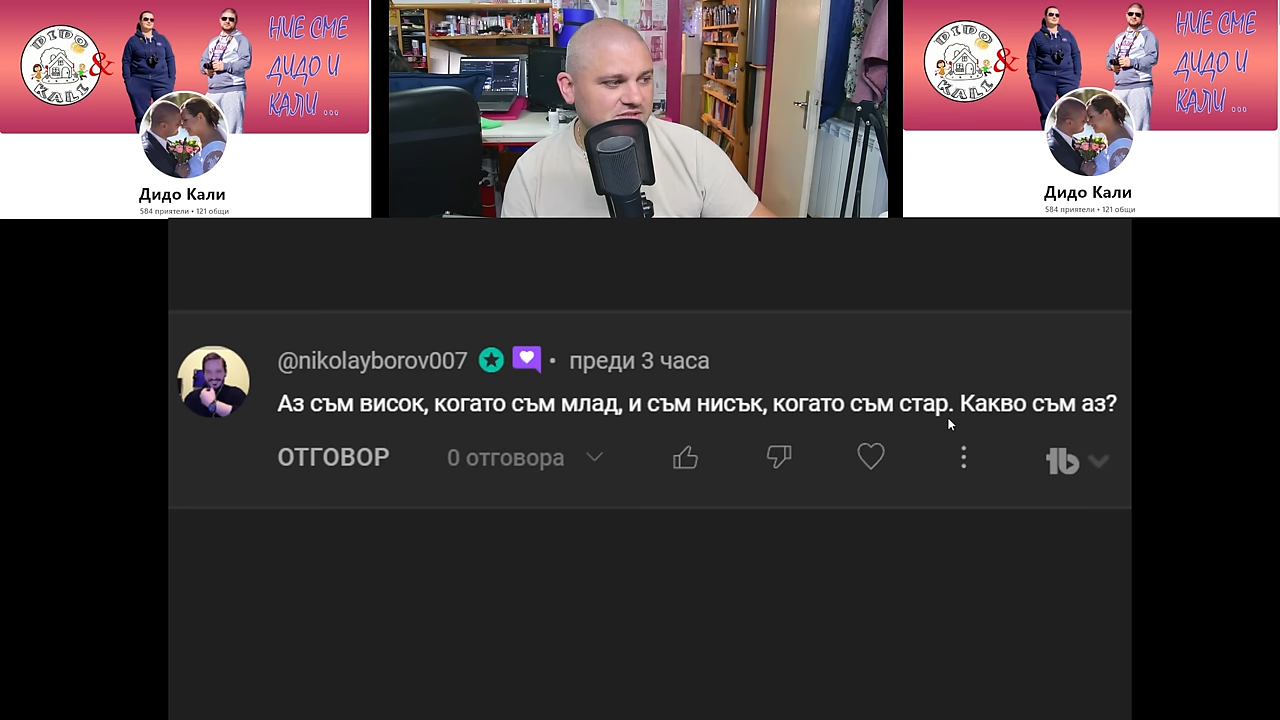 DIDO
&
KALI
НИЕ СМЕ
ДИДО И
КАЛИ ...
Дидо Кали
584 приятели • 121 общи
DIDO
&
KALI
НИЕ СМЕ
ДИДО И
КАЛИ ...
Дидо Кали
584 приятели • 121 общи
@nikolayborov007 • преди 3 часа
Аз съм висок, когато съм млад, и съм нисък, когато съм стар. Какво съм аз?
ОТГОВОР 0 отговора tb